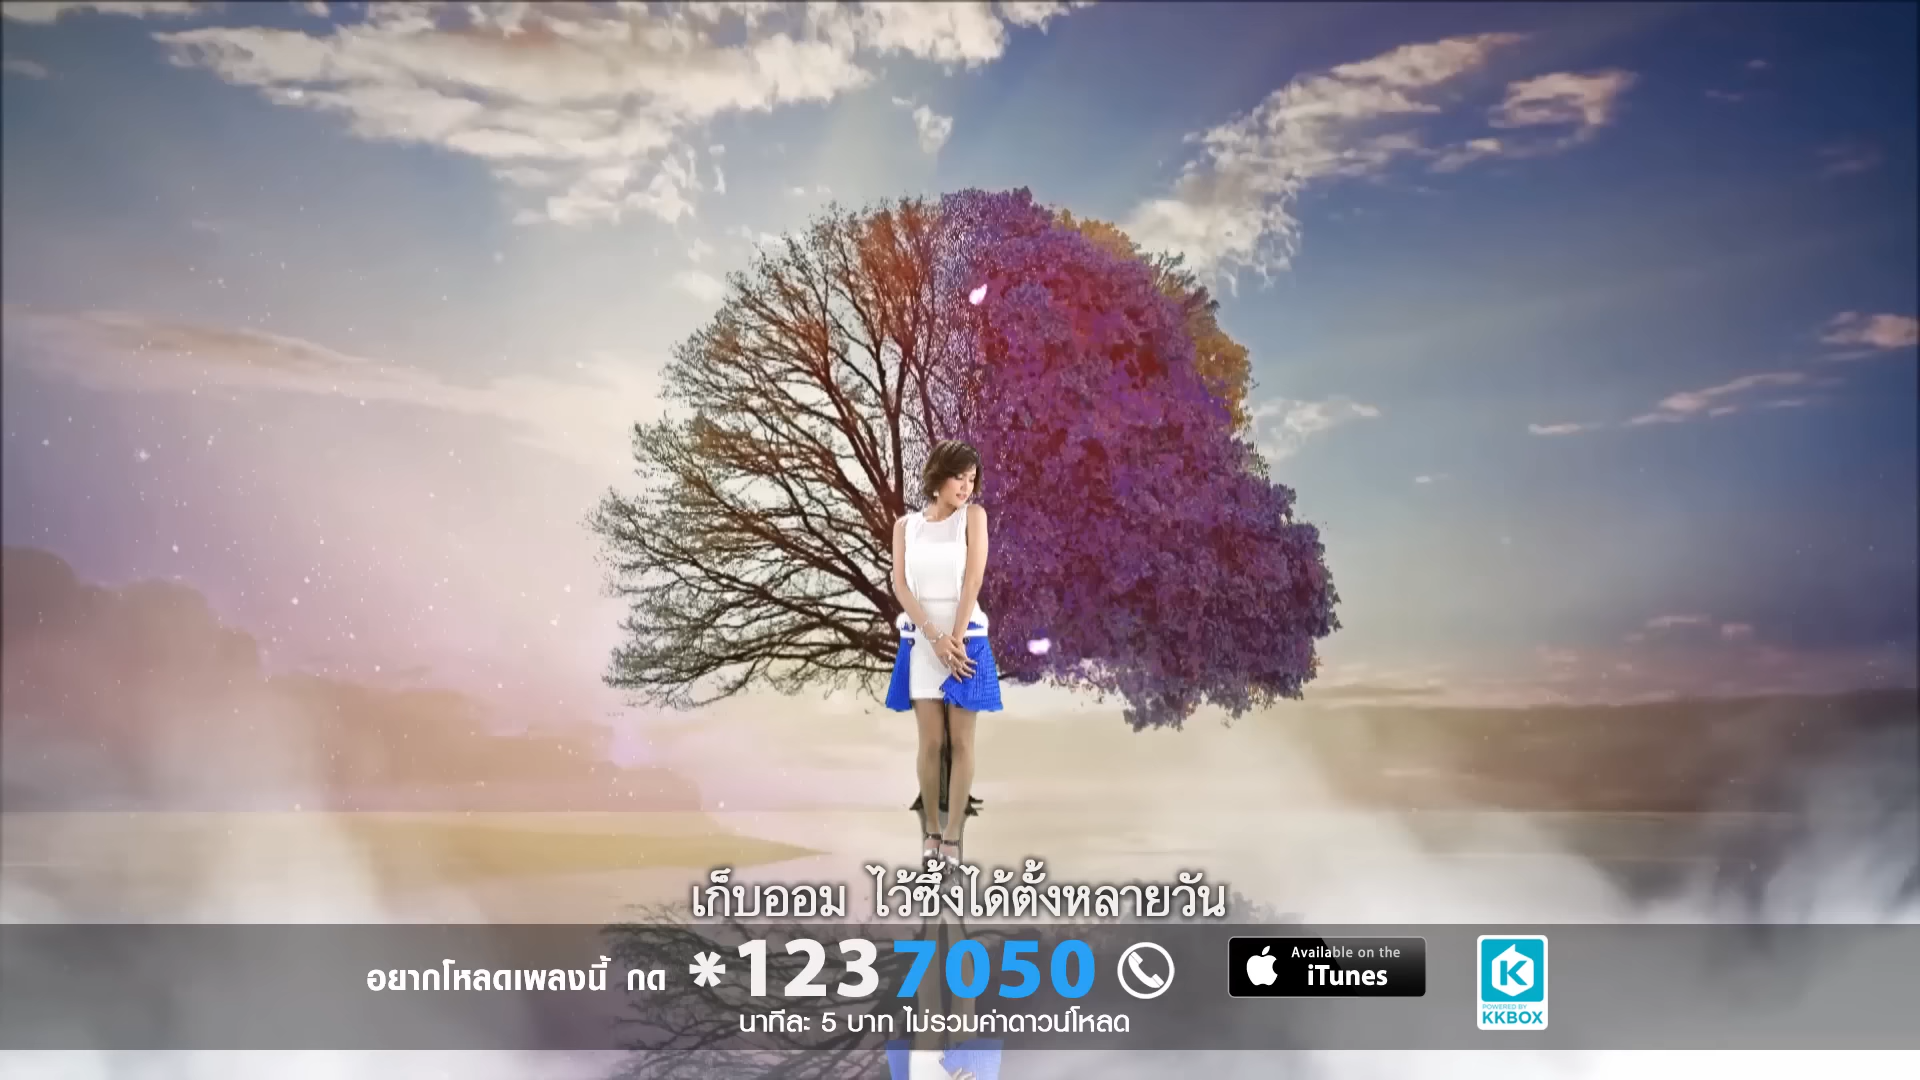 เก็บออม ไว้ซึ้งได้ตั้งหลายวัน
อยากโหลดเพลงนี้ กด *1237050
นาทีละ 5 บาท ไม่รวมค่าดาวน์โหลด
Available on the
iTunes
POWERED BY
KKBOX